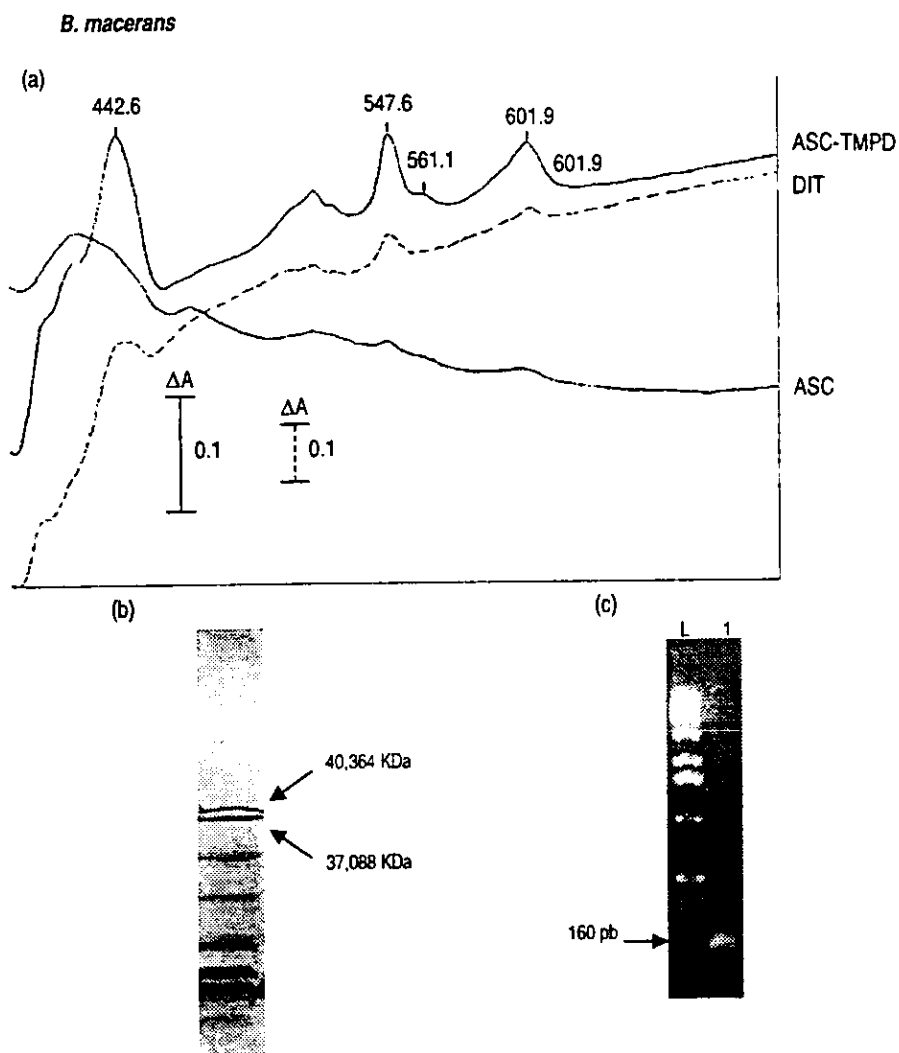 B. macerans
(a)
442.6
547.6
561.1
601.9
601.9
ASC-TMPD
DIT
ASC
ΔA
0.1
ΔA
0.1
(b)
40,364 KDa
37,088 KDa
(c)
L 1
160 pb